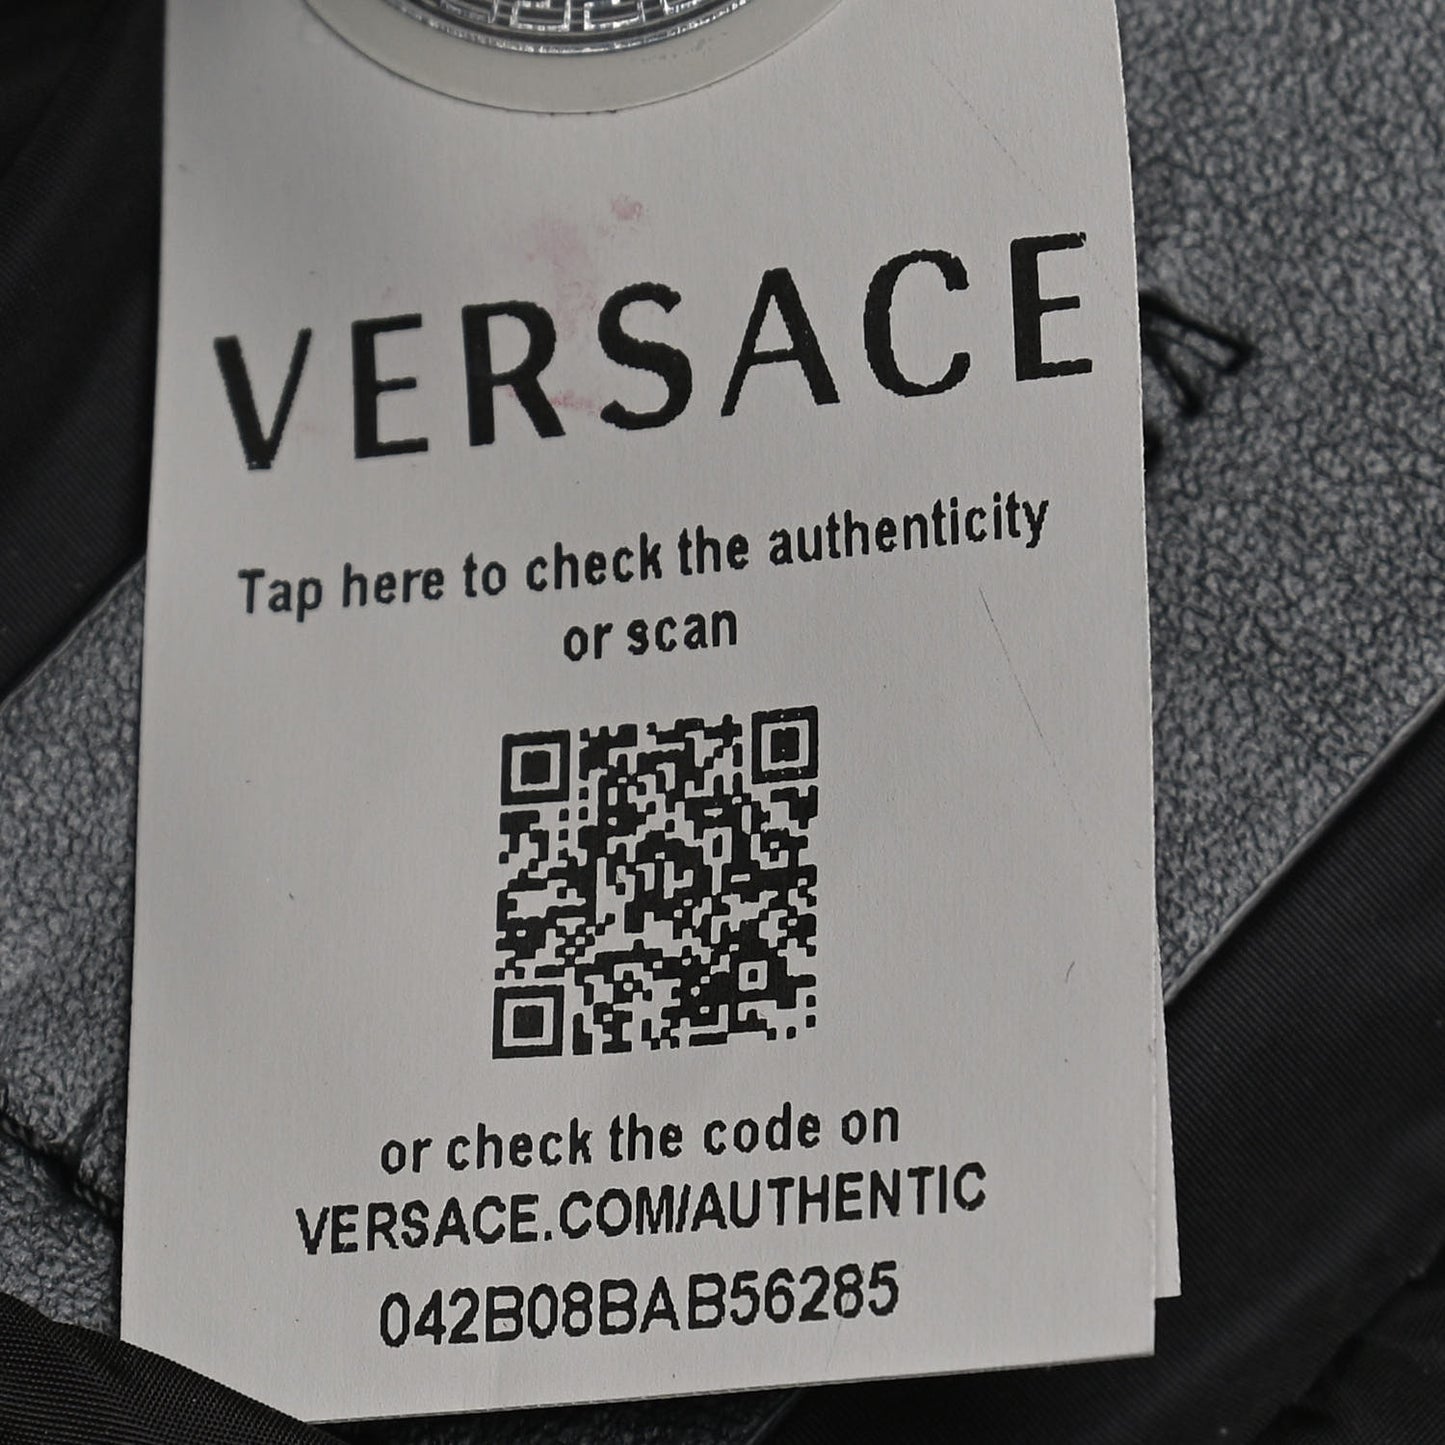 VERSACE
Tap here to check the authenticity
or scan
or check the code on
VERSACE.COM/AUTHENTIC
042B08BAB56285